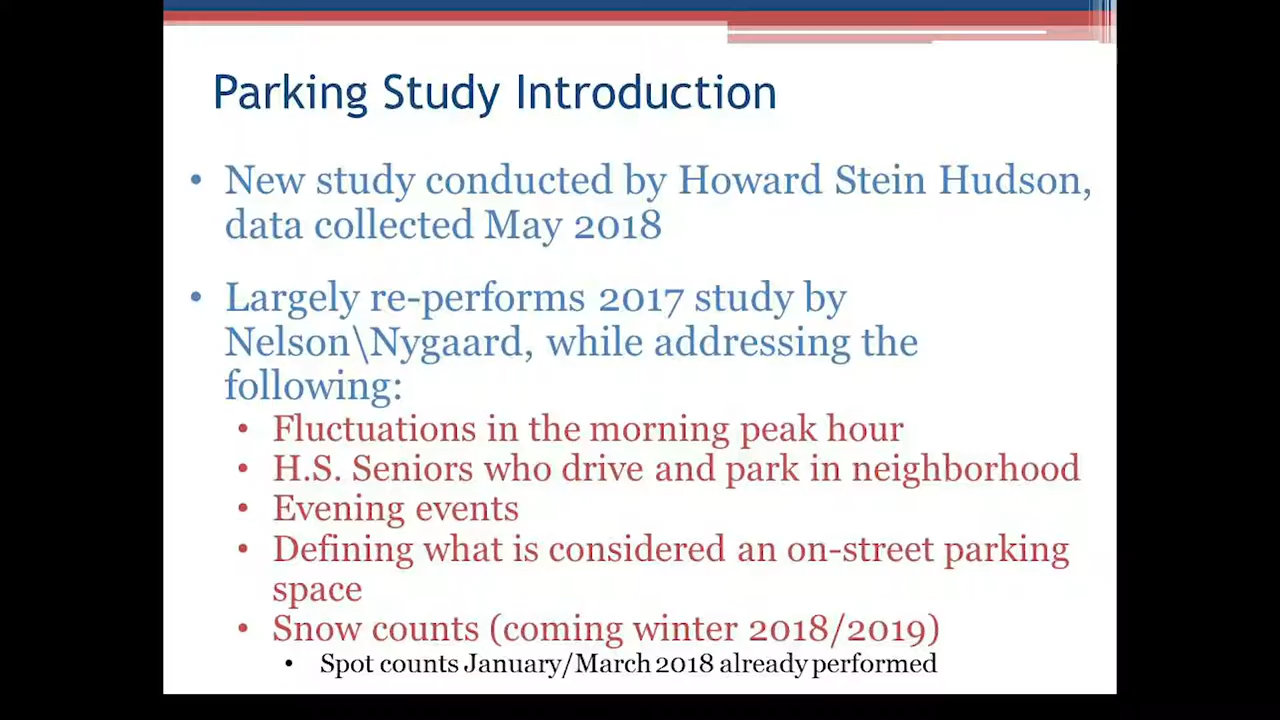 Parking Study Introduction
• New study conducted by Howard Stein Hudson,
data collected May 2018
• Largely re-performs 2017 study by
Nelson\Nygaard, while addressing the
following:
• Fluctuations in the morning peak hour
• H.S. Seniors who drive and park in neighborhood
• Evening events
• Defining what is considered an on-street parking
space
• Snow counts (coming winter 2018/2019)
• Spot counts January/March 2018 already performed